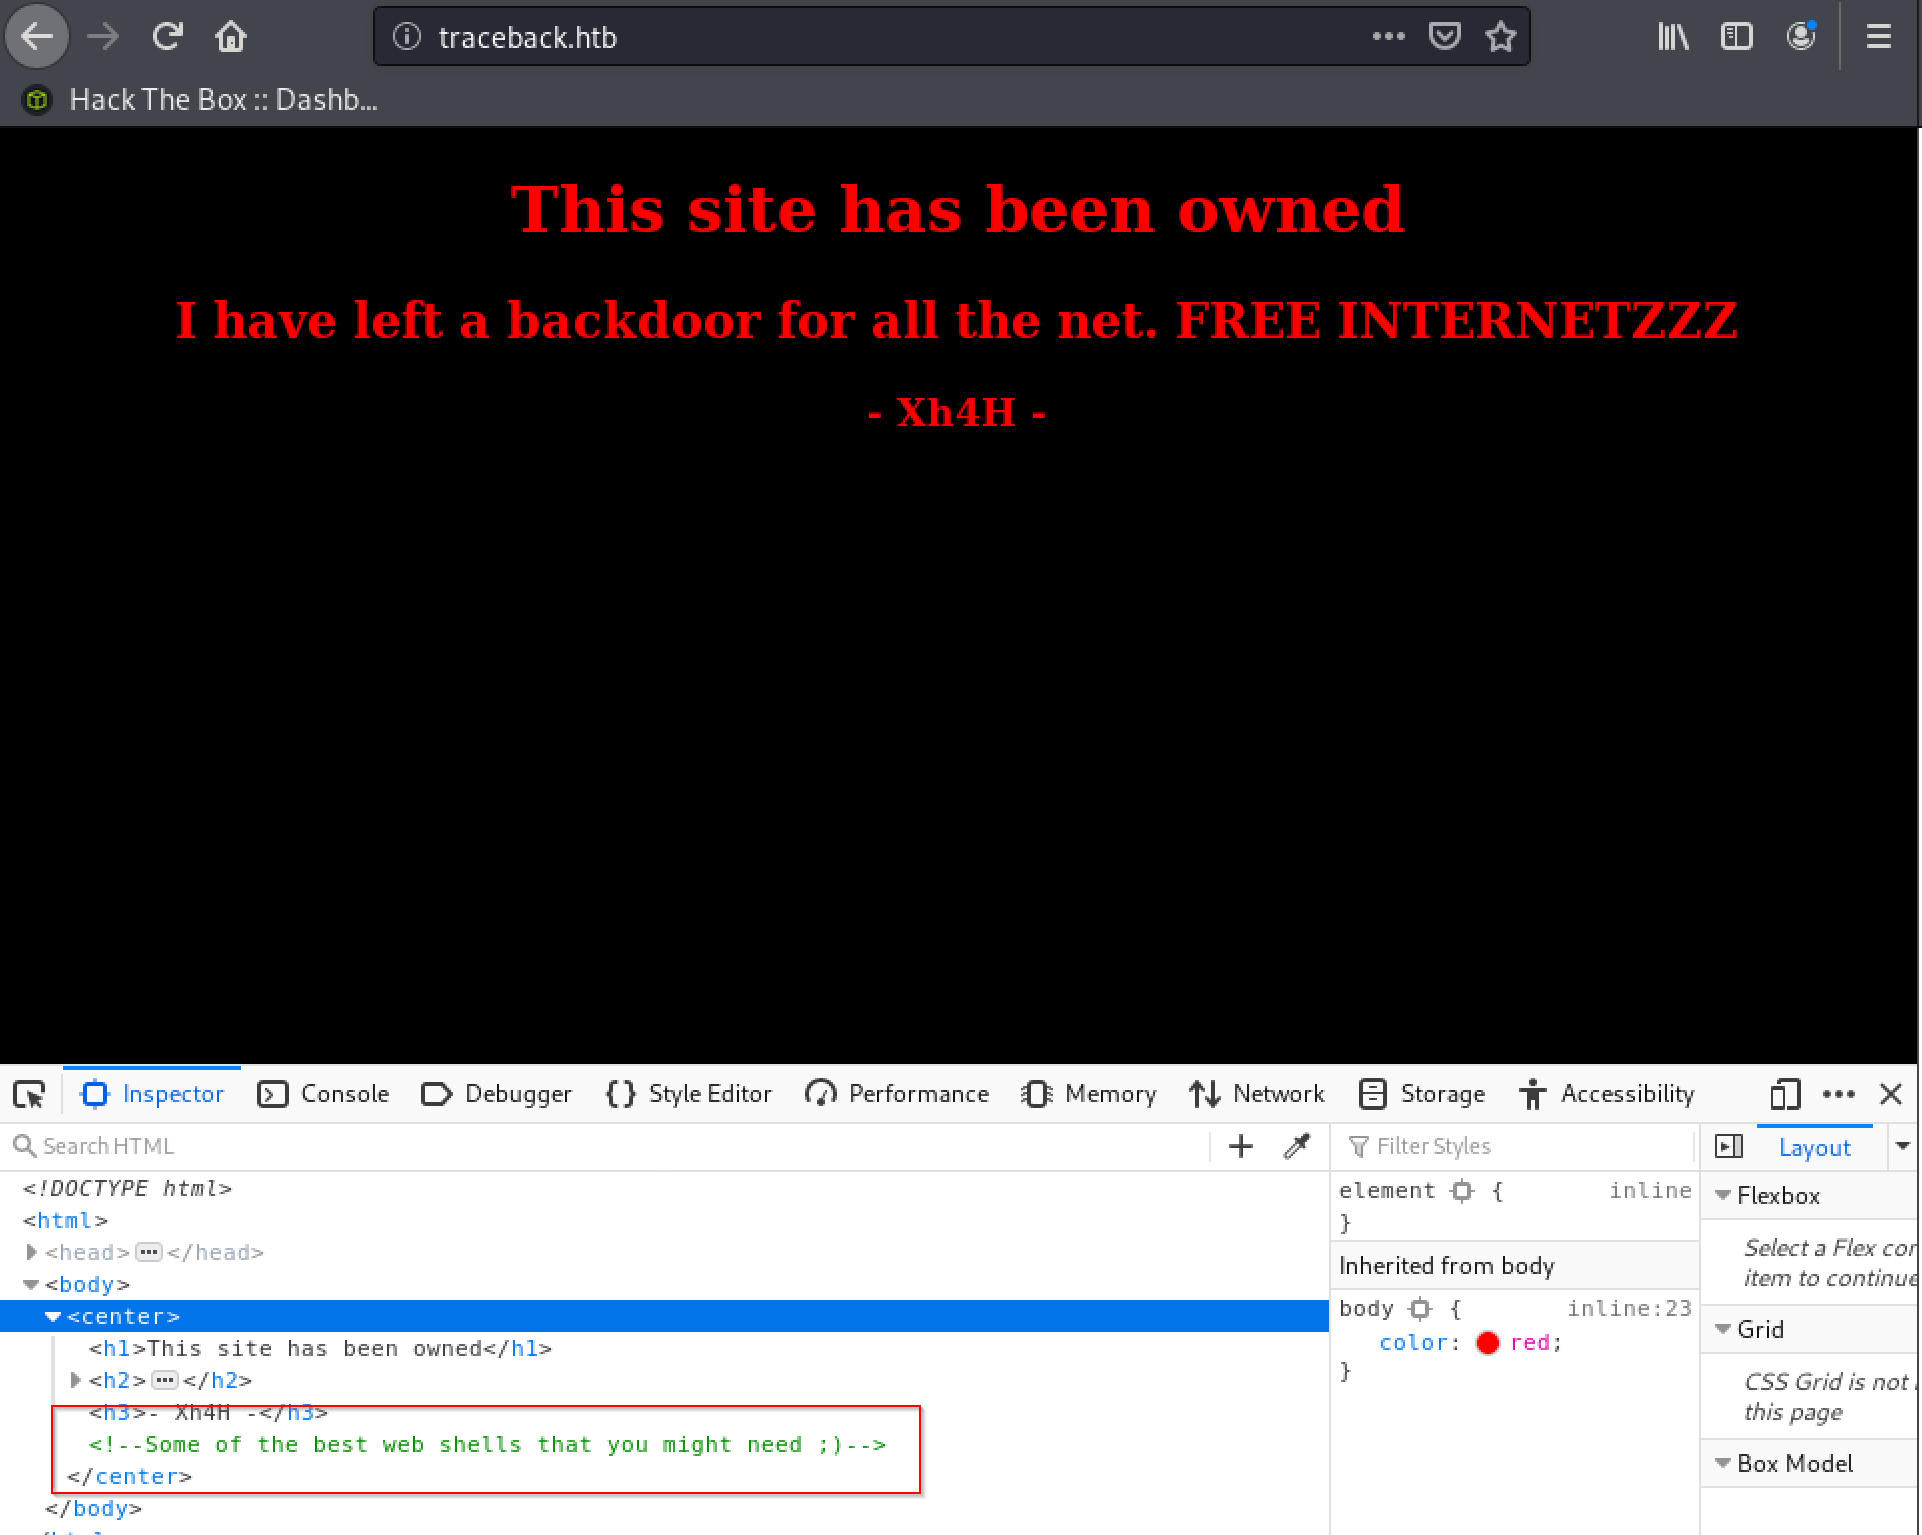 traceback.htb
Hack The Box :: Dashb...
This site has been owned
I have left a backdoor for all the net. FREE INTERNETZZZ
- Xh4H -
Inspector Console Debugger {} Style Editor Performance Memory Network Storage Accessibility
Search HTML
Filter Styles
Layout
<!DOCTYPE html>
<html>
<head>...</head>
<body>
<center>
<h1>This site has been owned</h1>
<h2>...</h2>
<h3>- Xh4H -</h3>
<!--Some of the best web shells that you might need ;)-->
</center>
</body>
element { inline
}
Inherited from body
body { inline:23
color: red;
}
Flexbox
Select a Flex
item to continue
Grid
CSS Grid is not
this page
Box Model